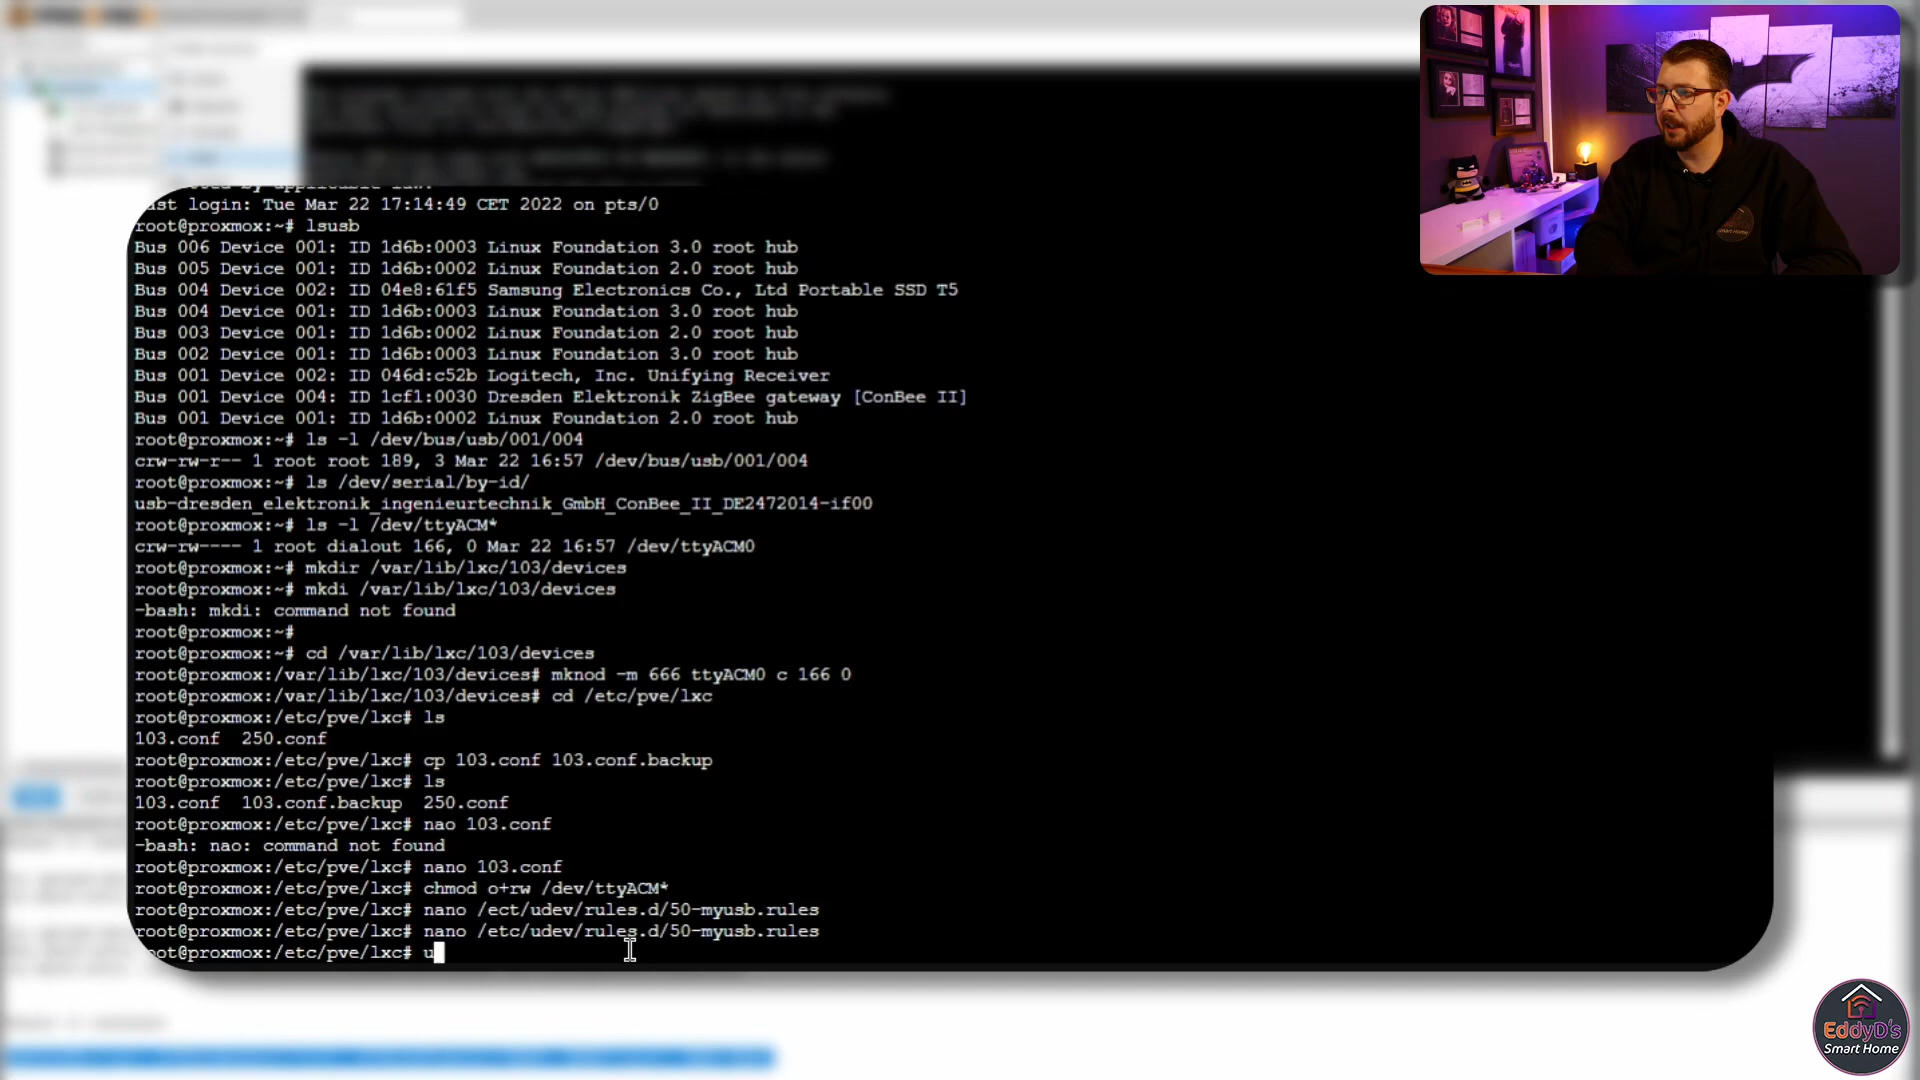 last login: Tue Mar 22 17:14:49 CET 2022 on pts/0
root@proxmox:~# lsusb
Bus 006 Device 001: ID 1d6b:0003 Linux Foundation 3.0 root hub
Bus 005 Device 001: ID 1d6b:0002 Linux Foundation 2.0 root hub
Bus 004 Device 002: ID 04e8:61f5 Samsung Electronics Co., Ltd Portable SSD T5
Bus 004 Device 001: ID 1d6b:0003 Linux Foundation 3.0 root hub
Bus 003 Device 001: ID 1d6b:0002 Linux Foundation 2.0 root hub
Bus 002 Device 001: ID 1d6b:0003 Linux Foundation 3.0 root hub
Bus 001 Device 002: ID 046d:c52b Logitech, Inc. Unifying Receiver
Bus 001 Device 004: ID 1cf1:0030 Dresden Elektronik ZigBee gateway [ConBee II]
Bus 001 Device 001: ID 1d6b:0002 Linux Foundation 2.0 root hub
root@proxmox:~# ls -l /dev/bus/usb/001/004
crw-rw-r-- 1 root root 189, 3 Mar 22 16:57 /dev/bus/usb/001/004
root@proxmox:~# ls /dev/serial/by-id/
usb-dresden_elektronik_ingenieurtechnik_GmbH_ConBee_II_DE2472014-if00
root@proxmox:~# ls -l /dev/ttyACM*
crw-rw---- 1 root dialout 166, 0 Mar 22 16:57 /dev/ttyACM0
root@proxmox:~# mkdir /var/lib/lxc/103/devices
root@proxmox:~# mkdi /var/lib/lxc/103/devices
-bash: mkdi: command not found
root@proxmox:~#
root@proxmox:~# cd /var/lib/lxc/103/devices
root@proxmox:/var/lib/lxc/103/devices# mknod -m 666 ttyACM0 c 166 0
root@proxmox:/var/lib/lxc/103/devices# cd /etc/pve/lxc
root@proxmox:/etc/pve/lxc# ls
103.conf  250.conf
root@proxmox:/etc/pve/lxc# cp 103.conf 103.conf.backup
root@proxmox:/etc/pve/lxc# ls
103.conf  103.conf.backup  250.conf
root@proxmox:/etc/pve/lxc# nao 103.conf
-bash: nao: command not found
root@proxmox:/etc/pve/lxc# nano 103.conf
root@proxmox:/etc/pve/lxc# chmod o+rw /dev/ttyACM*
root@proxmox:/etc/pve/lxc# nano /ect/udev/rules.d/50-myusb.rules
root@proxmox:/etc/pve/lxc# nano /etc/udev/rules.d/50-myusb.rules
root@proxmox:/etc/pve/lxc# u
EddyD's
Smart Home